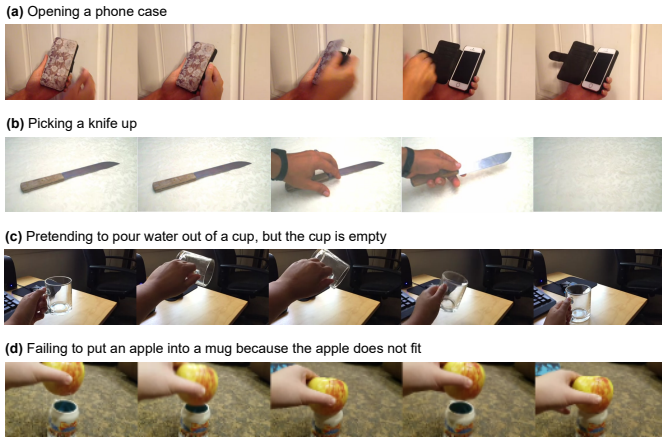 (a) Opening a phone case
(b) Picking a knife up
(c) Pretending to pour water out of a cup, but the cup is empty
(d) Failing to put an apple into a mug because the apple does not fit